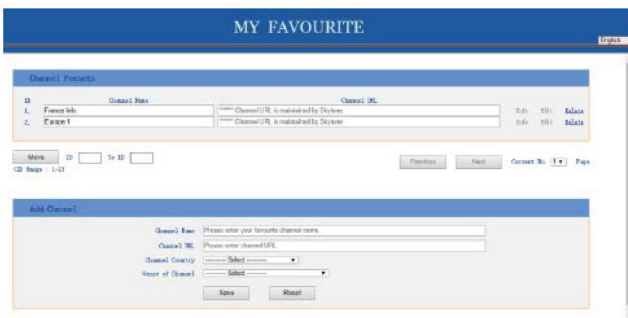 MY FAVOURITE
English
Channel Presets
ID Channel Name Channel URL
1. France Info ***** Channel URL is maintained by Skytune Delete
2. Europe 1 ***** Channel URL is maintained by Skytune Delete
Move ID To ID Previous Next Current No. 1 Page
(ID Range : 1-2)
Add Channel
Channel Name Please enter your favourite channel name.
Channel URL Please enter channel URL.
Channel Country ---------- Select ----------
Genre of Channel ---------- Select ----------
Save Reset